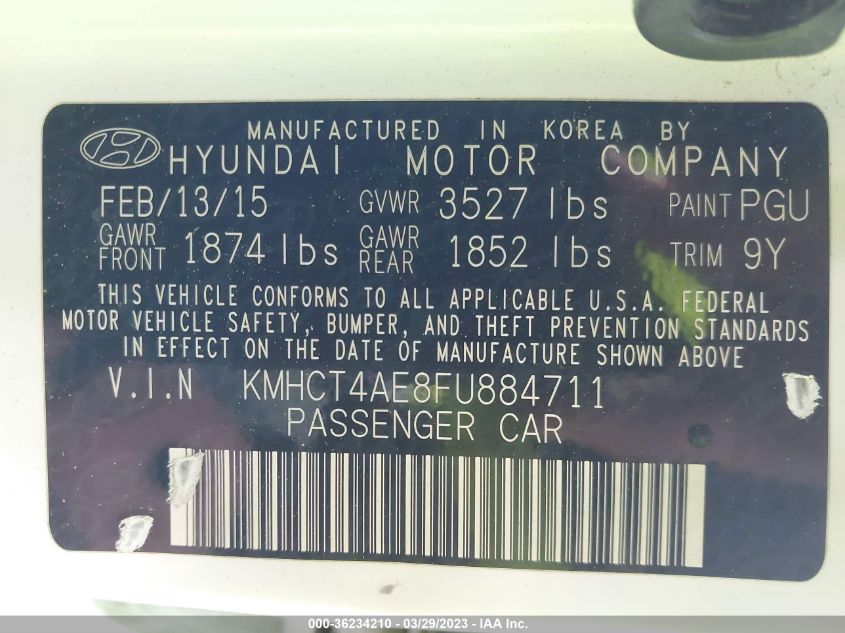 MANUFACTURED IN KOREA BY
HYUNDAI MOTOR COMPANY
FEB/13/15 GVWR 3527 lbs PAINT PGU
GAWR FRONT 1874 lbs GAWR REAR 1852 lbs TRIM 9Y
THIS VEHICLE CONFORMS TO ALL APPLICABLE U.S.A. FEDERAL
MOTOR VEHICLE SAFETY, BUMPER, AND THEFT PREVENTION STANDARDS
IN EFFECT ON THE DATE OF MANUFACTURE SHOWN ABOVE
V.I.N KMHCT4AE8FU884711
PASSENGER CAR
000-36234210 - 03/29/2023 - IAA Inc.